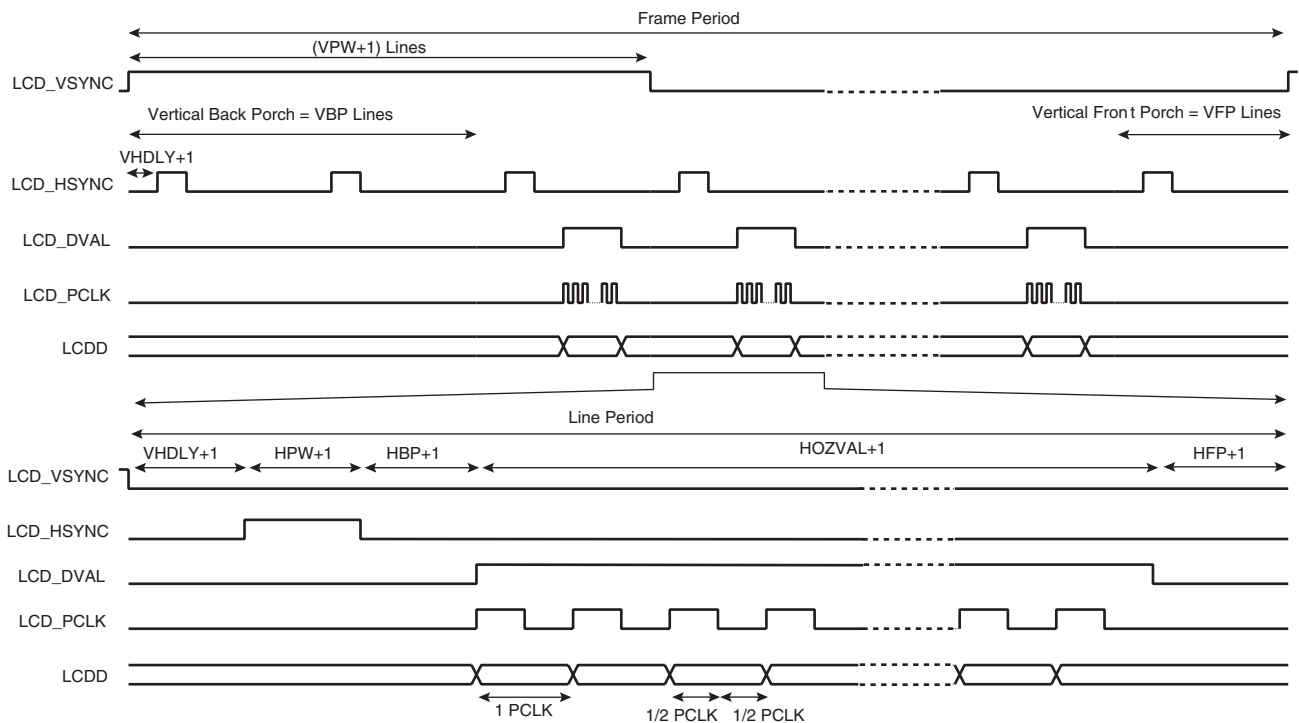 Frame Period
(VPW+1) Lines
LCD_VSYNC
Vertical Back Porch = VBP Lines
Vertical Front Porch = VFP Lines
VHDLY+1
LCD_HSYNC
LCD_DVAL
LCD_PCLK
LCDD
Line Period
VHDLY+1 HPW+1 HBP+1 HOZVAL+1 HFP+1
LCD_VSYNC
LCD_HSYNC
LCD_DVAL
LCD_PCLK
LCDD
1 PCLK 1/2 PCLK 1/2 PCLK